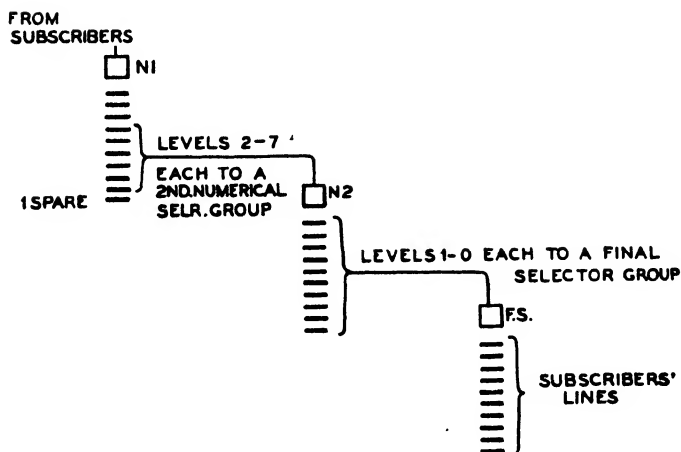 FROM
SUBSCRIBERS
N1
LEVELS 2-7
EACH TO A
2ND.NUMERICAL
SELR. GROUP
1 SPARE
N2
LEVELS 1-0 EACH TO A FINAL
SELECTOR GROUP
F.S.
SUBSCRIBERS'
LINES